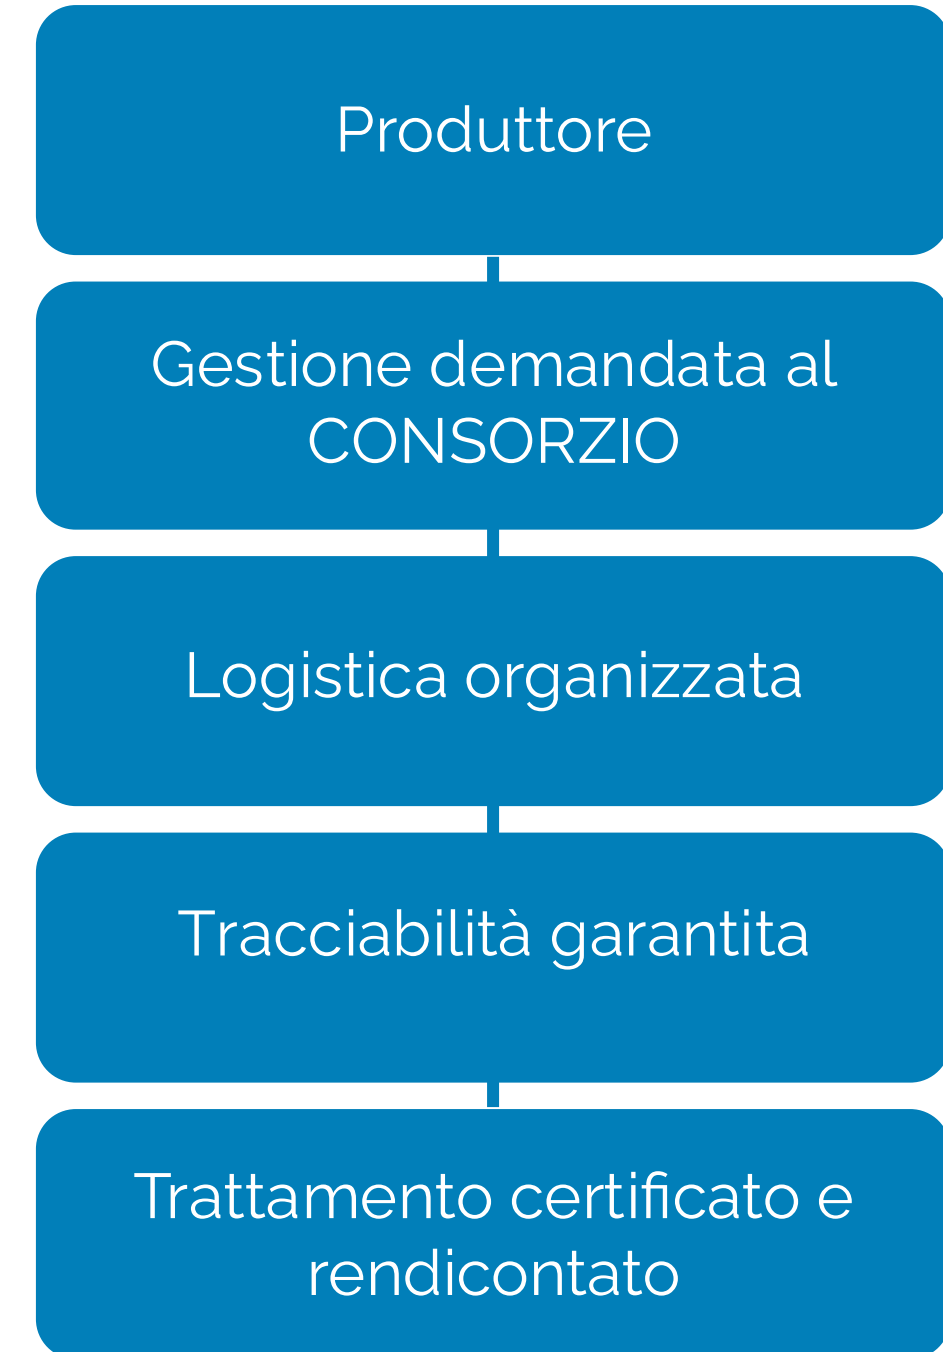 Produttore
Gestione demandata al
CONSORZIO
Logistica organizzata
Tracciabilità garantita
Trattamento certificato e
rendicontato